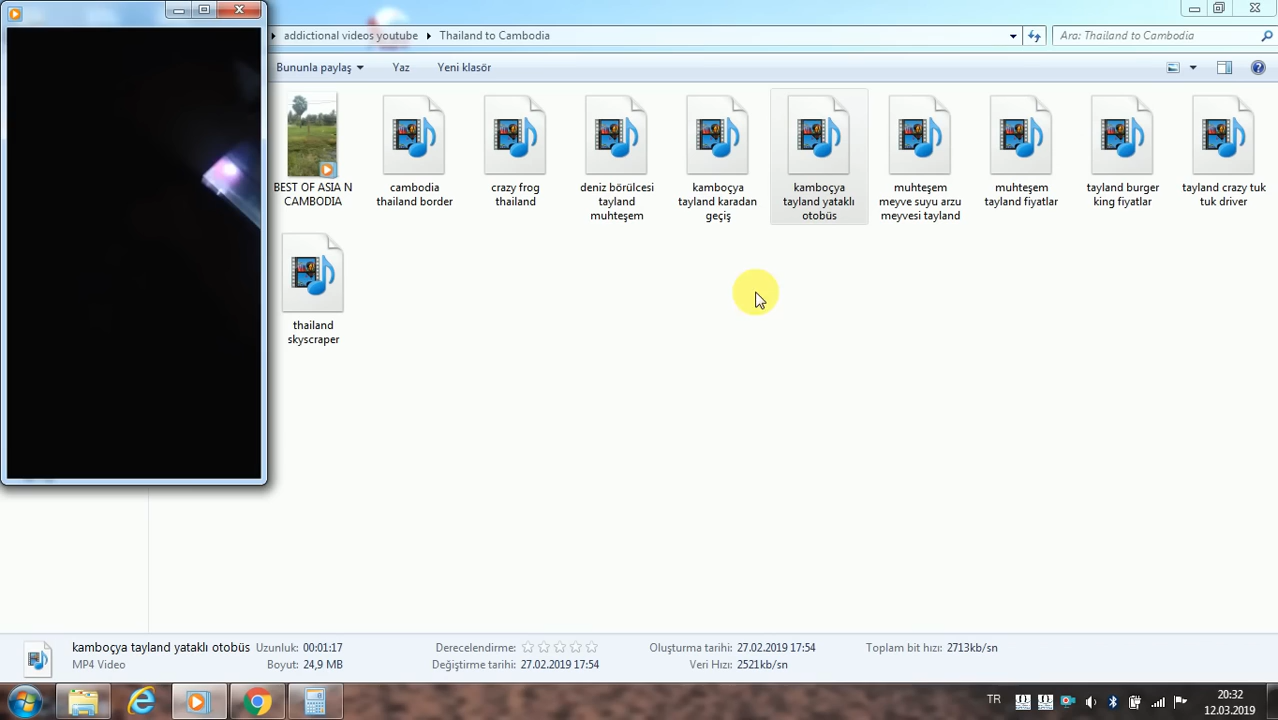 addictional videos youtube
Thailand to Cambodia
Ara: Thailand to Cambodia
Bununla paylaş
Yaz
Yeni klasör
BEST OF ASIA N
CAMBODIA
cambodia
thailand border
crazy frog
thailand
deniz börülcesi
tayland
muhteşem
kamboçya
tayland karadan
geçiş
kamboçya
tayland yataklı
otobüs
muhteşem
meyve suyu arzu
meyvesi tayland
muhteşem
tayland fiyatlar
tayland burger
king fiyatlar
tayland crazy tuk
tuk driver
thailand
skyscraper
kamboçya tayland yataklı otobüs
MP4 Video
Uzunluk: 00:01:17
Boyut: 24,9 MB
Derecelendirme:
Değiştirme tarihi: 27.02.2019 17:54
Oluşturma tarihi: 27.02.2019 17:54
Veri Hızı: 2521kb/sn
Toplam bit hızı: 2713kb/sn
TR
20:32
12.03.2019